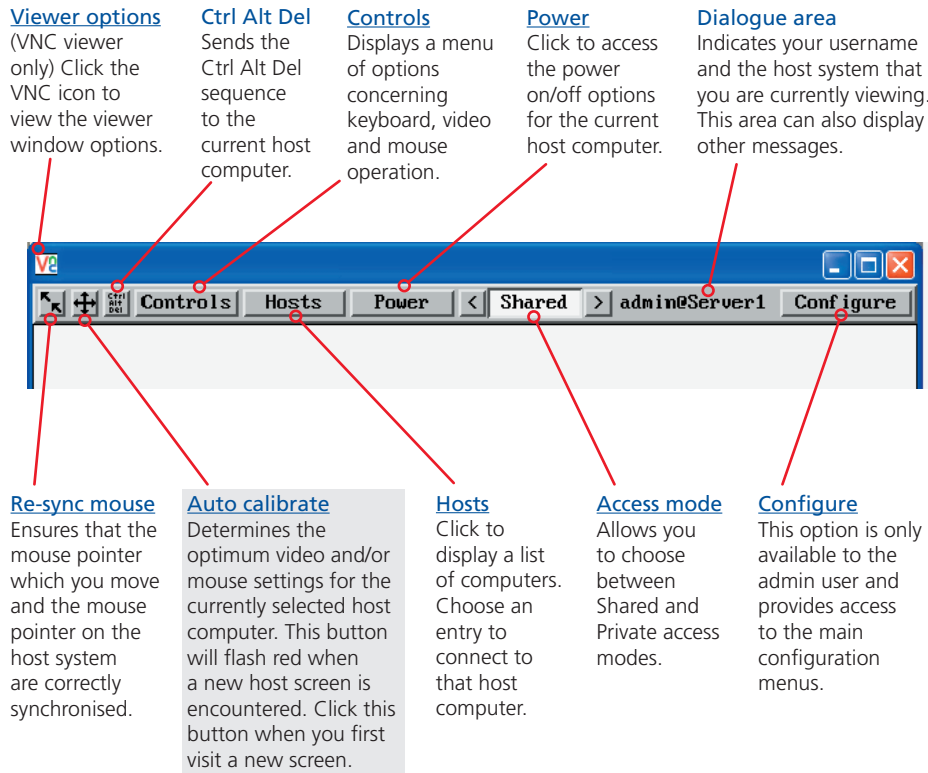 Viewer options
(VNC viewer
only) Click the
VNC icon to
view the viewer
window options.
Ctrl Alt Del
Sends the
Ctrl Alt Del
sequence
to the
current host
computer.
Controls
Displays a menu
of options
concerning
keyboard, video
and mouse
operation.
Power
Click to access
the power
on/off options
for the current
host computer.
Dialogue area
Indicates your username
and the host system that
you are currently viewing.
This area can also display
other messages.
Ctrl
Alt
Del
Controls
Hosts
Power
<
Shared
>
admin@Server1
Configure
Re-sync mouse
Ensures that the
mouse pointer
which you move
and the mouse
pointer on the
host system
are correctly
synchronised.
Auto calibrate
Determines the
optimum video and/or
mouse settings for the
currently selected host
computer. This button
will flash red when
a new host screen is
encountered. Click this
button when you first
visit a new screen.
Hosts
Click to
display a list
of computers.
Choose an
entry to
connect to
that host
computer.
Access mode
Allows you
to choose
between
Shared and
Private access
modes.
Configure
This option is only
available to the
admin user and
provides access
to the main
configuration
menus.